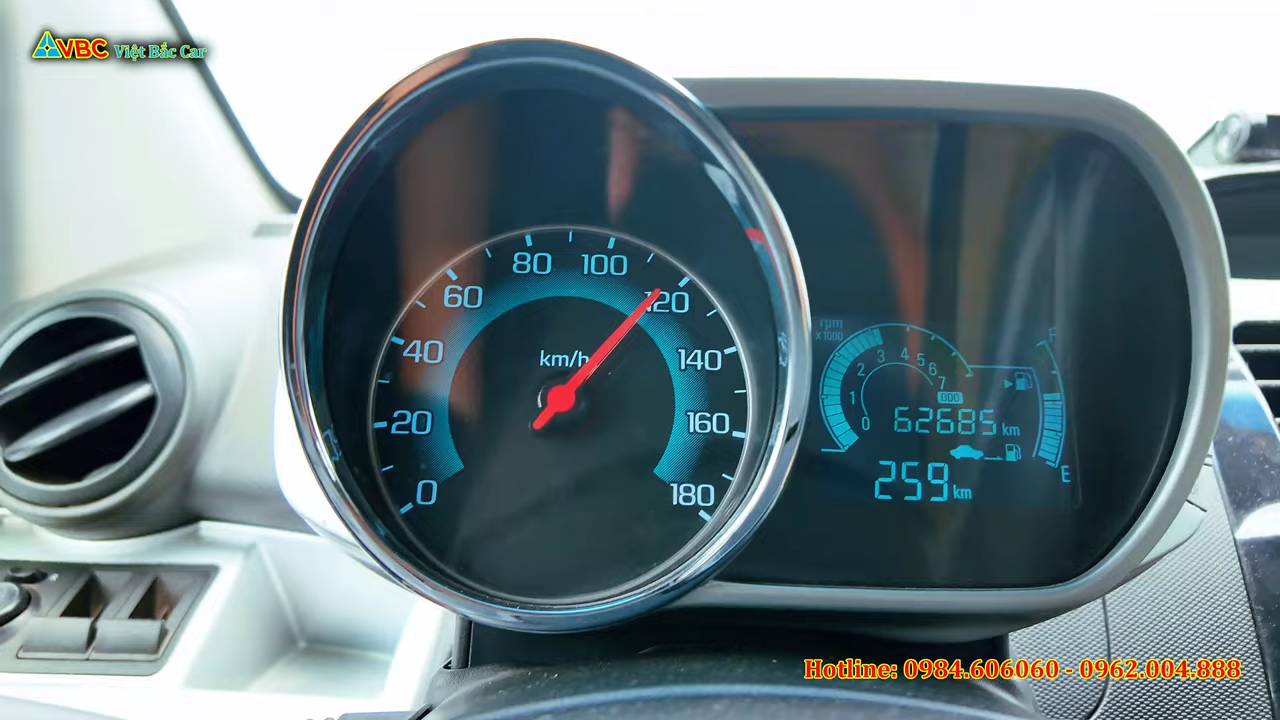 VBC Việt Bắc Car
80 100
60 120
km/h
40 140
20 160
0 180
rpm
x1000
0 1 2 3 4 5 6 7
F
000
62685 km
E
259 km
Hotline: 0984.606060 - 0962.004.888